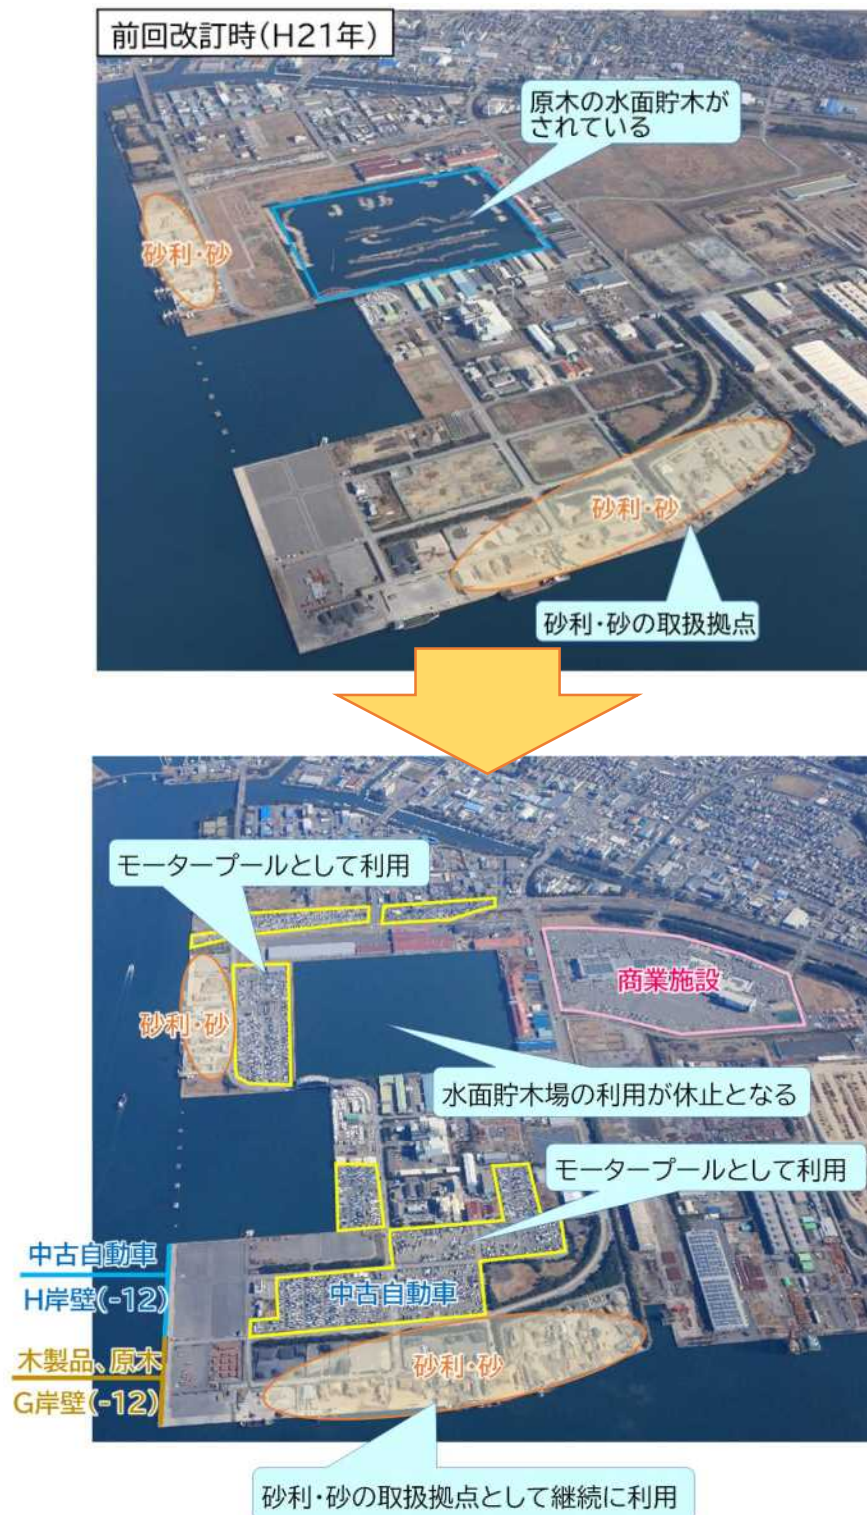 前回改訂時(H21年)
原木の水面貯木が
されている
砂利・砂
砂利・砂
砂利・砂の取扱拠点
モータープールとして利用
商業施設
砂利・砂
水面貯木場の利用が休止となる
モータープールとして利用
中古自動車
H岸壁(-12)
中古自動車
木製品、原木
G岸壁(-12)
砂利・砂
砂利・砂の取扱拠点として継続に利用